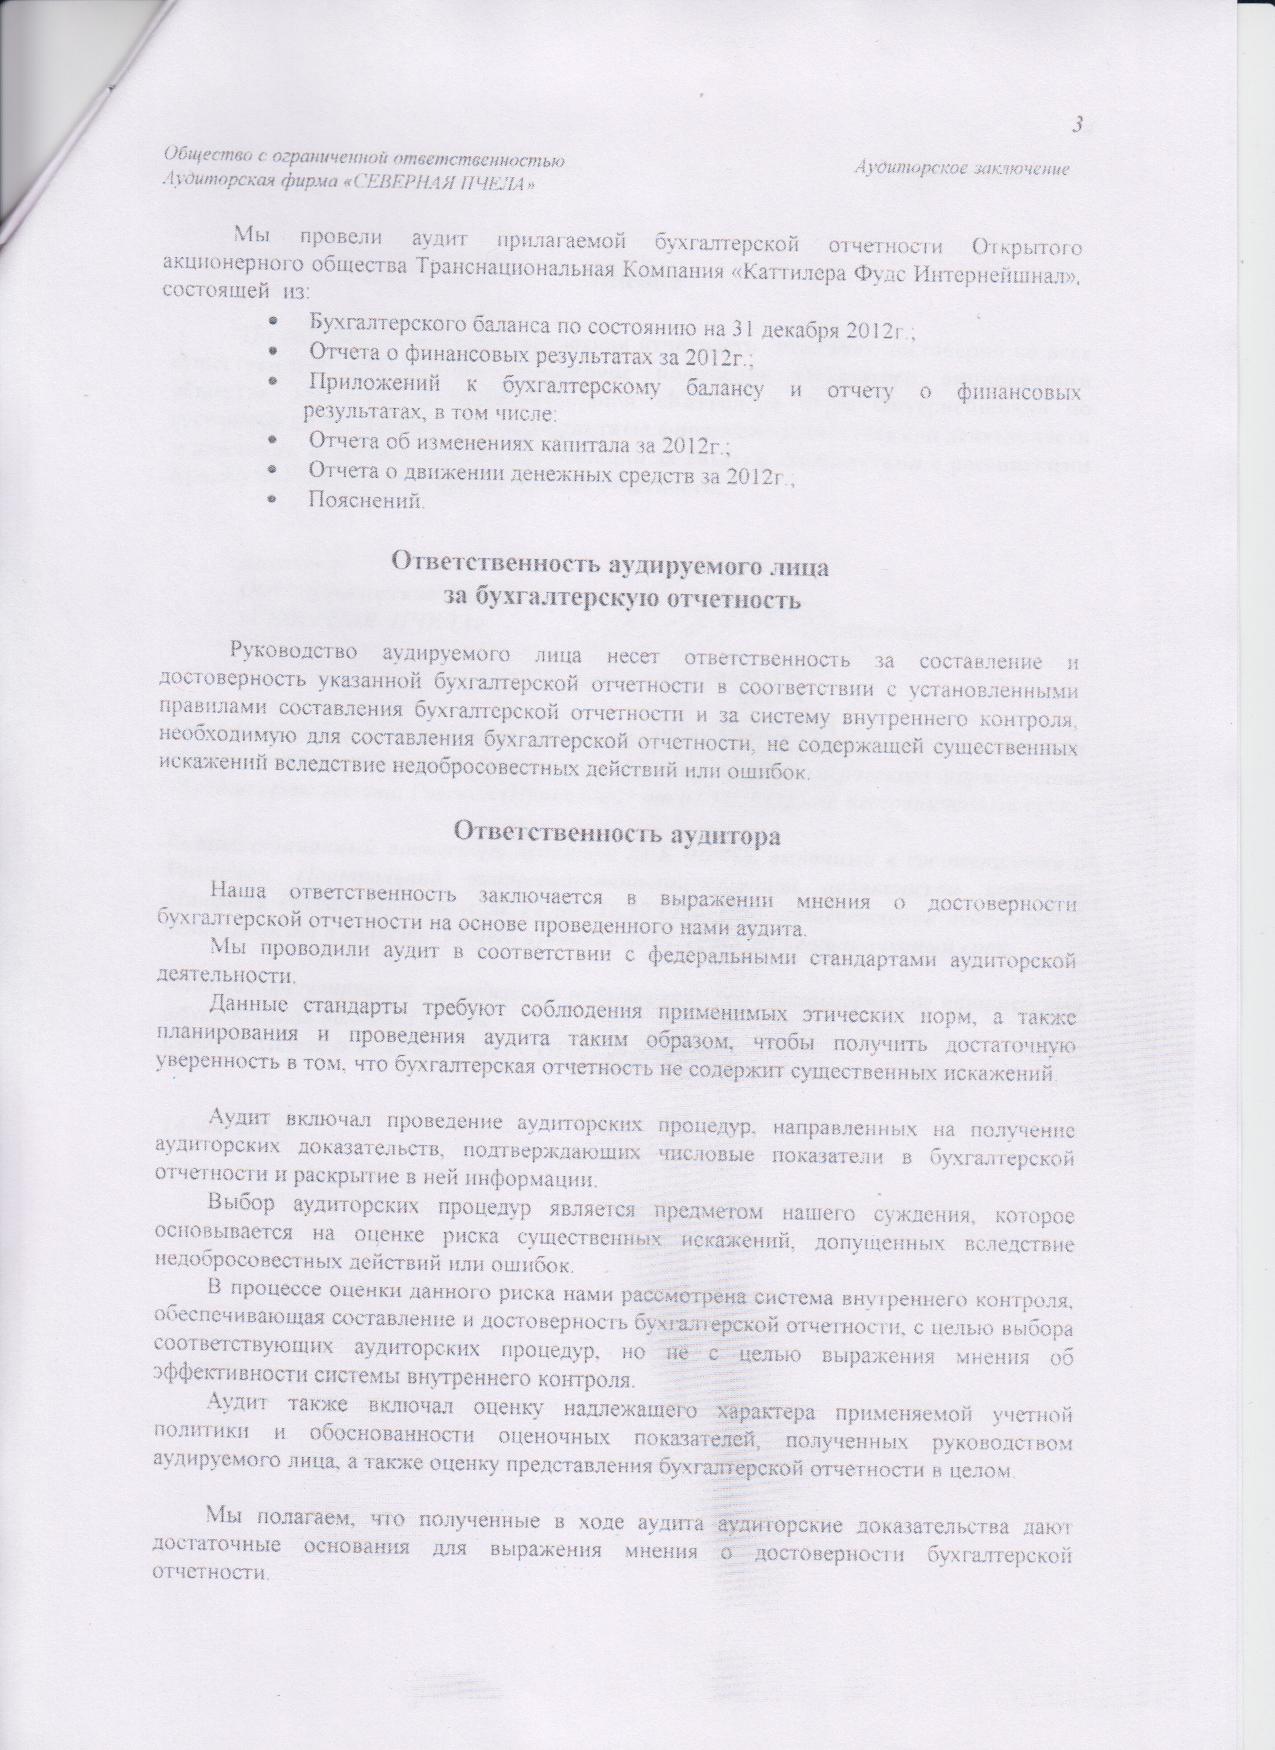 3
Общество с ограниченной ответственностью
Аудиторская фирма «СЕВЕРНАЯ ПЧЕЛА»
Аудиторское заключение
Мы провели аудит прилагаемой бухгалтерской отчетности Открытого
акционерного общества Транснациональная Компания «Каттилера Фудс Интернейшнал»,
состоящей из:
• Бухгалтерского баланса по состоянию на 31 декабря 2012г.;
• Отчета о финансовых результатах за 2012г.;
• Приложений к бухгалтерскому балансу и отчету о финансовых
результатах, в том числе:
• Отчета об изменениях капитала за 2012г.;
• Отчета о движении денежных средств за 2012г.;
• Пояснений.
Ответственность аудируемого лица
за бухгалтерскую отчетность
Руководство аудируемого лица несет ответственность за составление и
достоверность указанной бухгалтерской отчетности в соответствии с установленными
правилами составления бухгалтерской отчетности и за систему внутреннего контроля,
необходимую для составления бухгалтерской отчетности, не содержащей существенных
искажений вследствие недобросовестных действий или ошибок.
Ответственность аудитора
Наша ответственность заключается в выражении мнения о достоверности
бухгалтерской отчетности на основе проведенного нами аудита.
Мы проводили аудит в соответствии с федеральными стандартами аудиторской
деятельности.
Данные стандарты требуют соблюдения применимых этических норм, а также
планирования и проведения аудита таким образом, чтобы получить достаточную
уверенность в том, что бухгалтерская отчетность не содержит существенных искажений.
Аудит включал проведение аудиторских процедур, направленных на получение
аудиторских доказательств, подтверждающих числовые показатели в бухгалтерской
отчетности и раскрытие в ней информации.
Выбор аудиторских процедур является предметом нашего суждения, которое
основывается на оценке риска существенных искажений, допущенных вследствие
недобросовестных действий или ошибок.
В процессе оценки данного риска нами рассмотрена система внутреннего контроля,
обеспечивающая составление и достоверность бухгалтерской отчетности, с целью выбора
соответствующих аудиторских процедур, но не с целью выражения мнения об
эффективности системы внутреннего контроля.
Аудит также включал оценку надлежащего характера применяемой учетной
политики и обоснованности оценочных показателей, полученных руководством
аудируемого лица, а также оценку представления бухгалтерской отчетности в целом.
Мы полагаем, что полученные в ходе аудита аудиторские доказательства дают
достаточные основания для выражения мнения о достоверности бухгалтерской
отчетности.